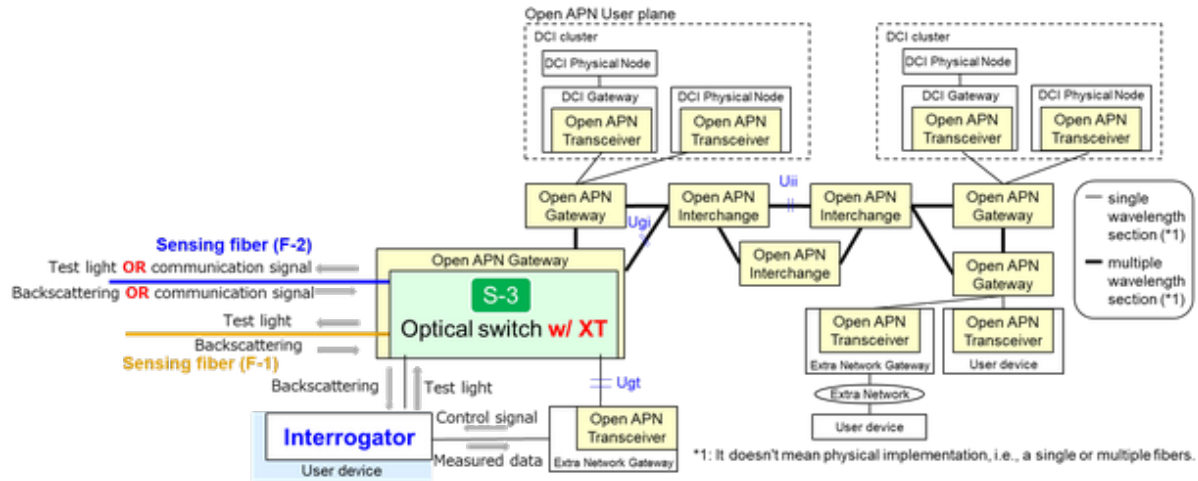 Open APN User plane
DCI cluster
DCI Physical Node
DCI Gateway
DCI Physical Node
Open APN
Transceiver
Open APN
Transceiver
DCI cluster
DCI Physical Node
DCI Gateway
DCI Physical Node
Open APN
Transceiver
Open APN
Transceiver
Open APN
Gateway
Ugi
Open APN
Interchange
Uii
Open APN
Interchange
Open APN
Gateway
Open APN
Interchange
Open APN
Gateway
single
wavelength
section (*1)
multiple
wavelength
section (*1)
Sensing fiber (F-2)
Test light OR communication signal
Backscattering OR communication signal
Test light
Backscattering
Sensing fiber (F-1)
Open APN Gateway
S-3
Optical switch w/ XT
Backscattering
Test light
Ugt
Interrogator
User device
Control signal
Measured data
Open APN
Transceiver
Extra Network Gateway
Open APN
Transceiver
Extra Network Gateway
Open APN
Transceiver
User device
Extra Network
User device
*1: It doesn't mean physical implementation, i.e., a single or multiple fibers.